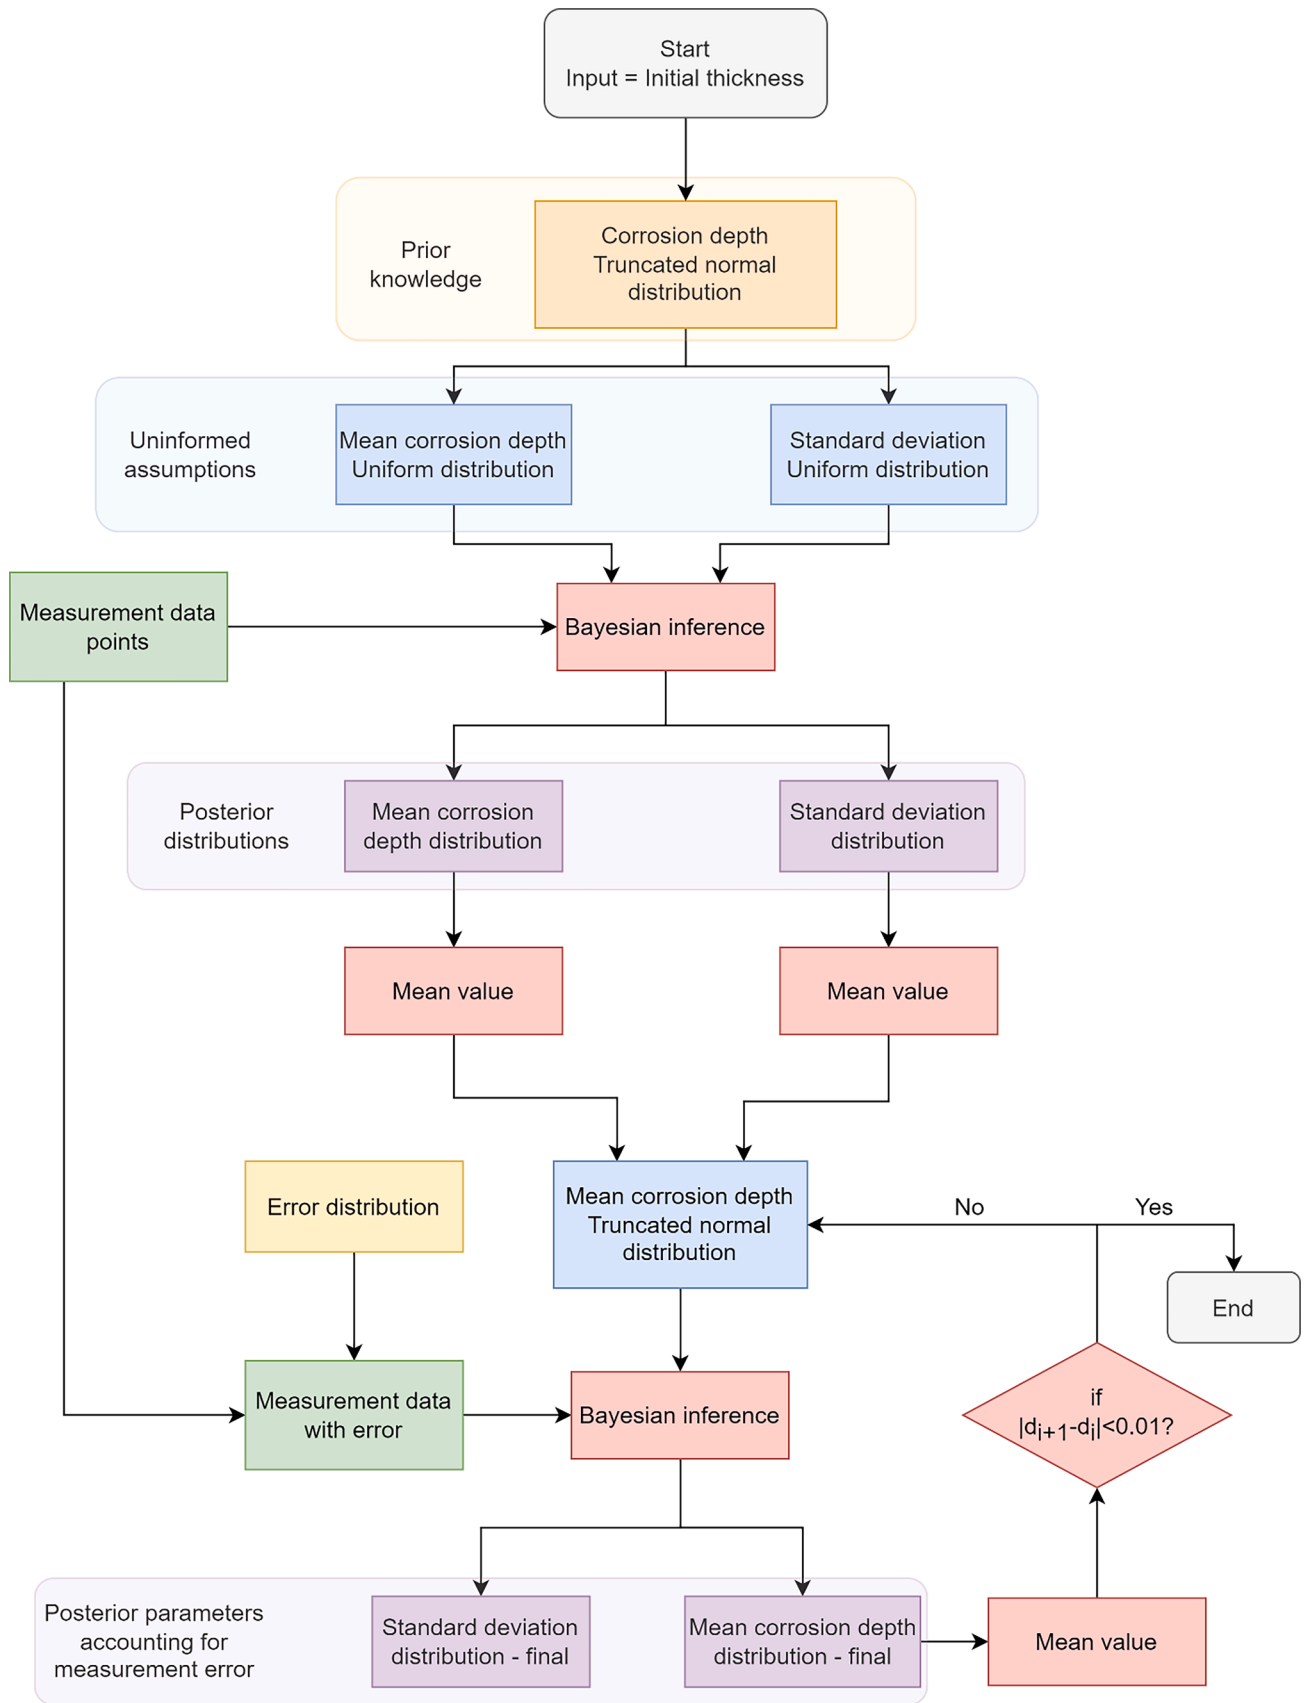 Start
Input = Initial thickness
Prior
knowledge
Corrosion depth
Truncated normal
distribution
Uninformed
assumptions
Mean corrosion depth
Uniform distribution
Standard deviation
Uniform distribution
Measurement data
points
Bayesian inference
Posterior
distributions
Mean corrosion
depth distribution
Standard deviation
distribution
Mean value
Mean value
Error distribution
Mean corrosion depth
Truncated normal
distribution
No
Yes
End
Measurement data
with error
Bayesian inference
if
|di+1-di|<0.01?
Posterior parameters
accounting for
measurement error
Standard deviation
distribution - final
Mean corrosion depth
distribution - final
Mean value